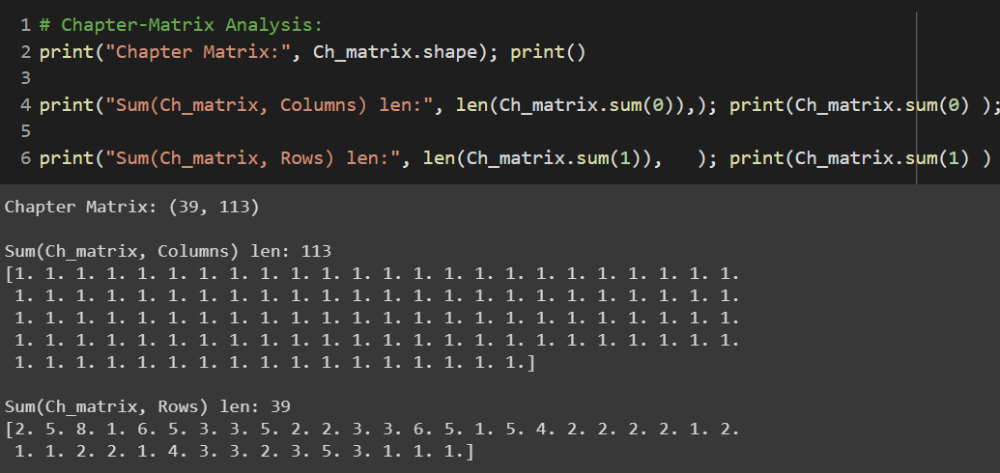 1 # Chapter-Matrix Analysis:
2 print("Chapter Matrix:", Ch_matrix.shape); print()
3
4 print("Sum(Ch_matrix, Columns) len:", len(Ch_matrix.sum(0)),); print(Ch_matrix.sum(0) );
5
6 print("Sum(Ch_matrix, Rows) len:", len(Ch_matrix.sum(1)),   ); print(Ch_matrix.sum(1) )
Chapter Matrix: (39, 113)
Sum(Ch_matrix, Columns) len: 113
[1. 1. 1. 1. 1. 1. 1. 1. 1. 1. 1. 1. 1. 1. 1. 1. 1. 1. 1. 1. 1. 1. 1. 1.
 1. 1. 1. 1. 1. 1. 1. 1. 1. 1. 1. 1. 1. 1. 1. 1. 1. 1. 1. 1. 1. 1. 1. 1.
 1. 1. 1. 1. 1. 1. 1. 1. 1. 1. 1. 1. 1. 1. 1. 1. 1. 1. 1. 1. 1. 1. 1. 1.
 1. 1. 1. 1. 1. 1. 1. 1. 1. 1. 1. 1. 1. 1. 1. 1. 1. 1. 1. 1. 1. 1. 1. 1.
 1. 1. 1. 1. 1. 1. 1. 1. 1. 1. 1. 1. 1. 1. 1. 1. 1.]
Sum(Ch_matrix, Rows) len: 39
[2. 5. 8. 1. 6. 5. 3. 3. 5. 2. 2. 3. 3. 6. 5. 1. 5. 4. 2. 2. 2. 2. 1. 2.
 1. 1. 2. 2. 1. 4. 3. 3. 2. 3. 5. 3. 1. 1. 1.]